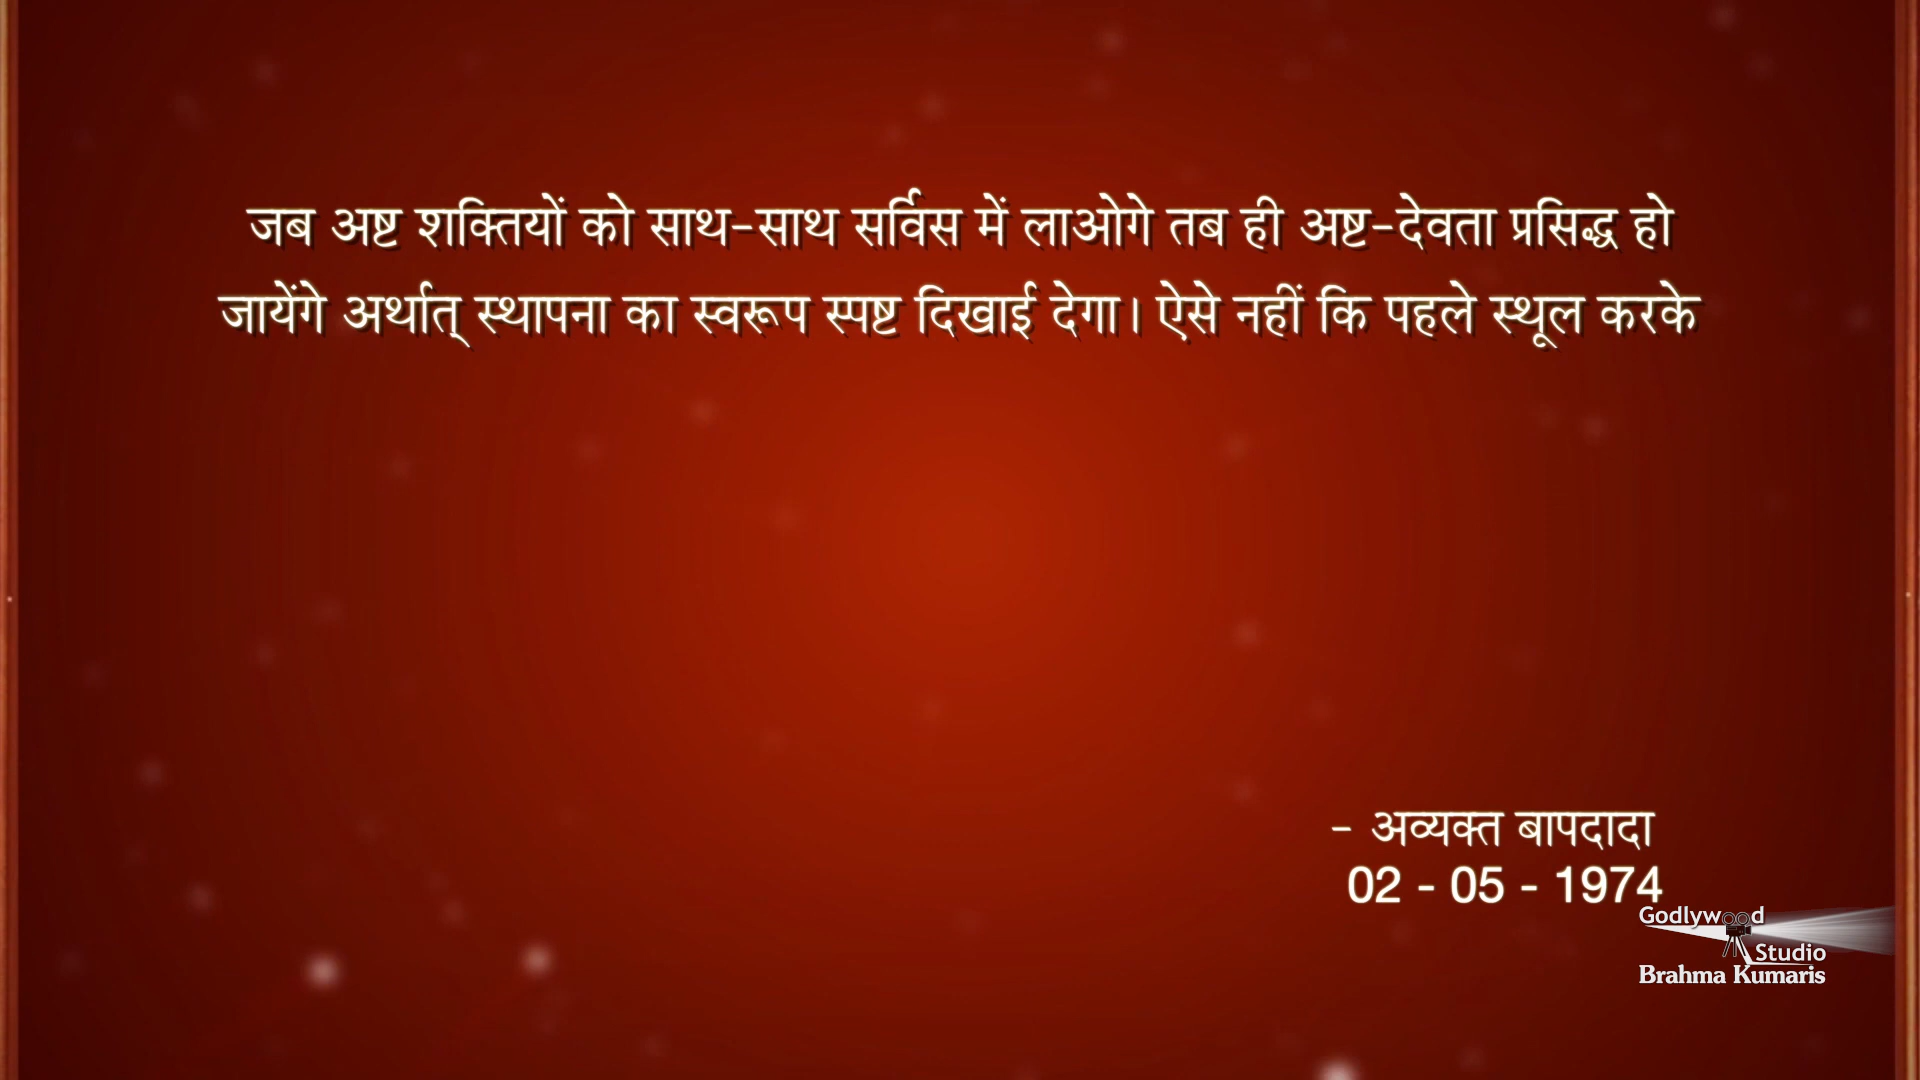 जब अष्ट शक्तियों को साथ-साथ सर्विस में लाओगे तब ही अष्ट-देवता प्रसिद्ध हो
जायेंगे अर्थात् स्थापना का स्वरूप स्पष्ट दिखाई देगा। ऐसे नहीं कि पहले स्थूल करके
- अव्यक्त बापदादा
02 - 05 - 1974
Godlywood
Studio
Brahma Kumaris